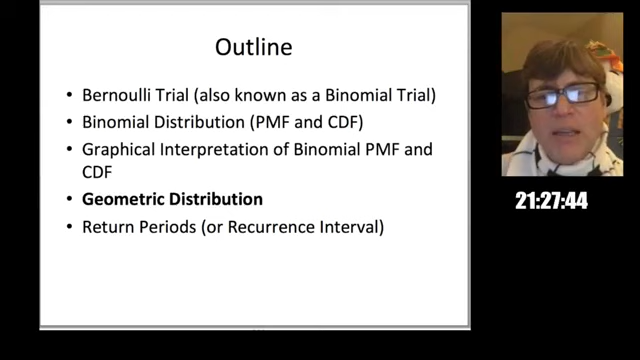 Outline
• Bernoulli Trial (also known as a Binomial Trial)
• Binomial Distribution (PMF and CDF)
• Graphical Interpretation of Binomial PMF and
CDF
• Geometric Distribution
• Return Periods (or Recurrence Interval)
21:27:44